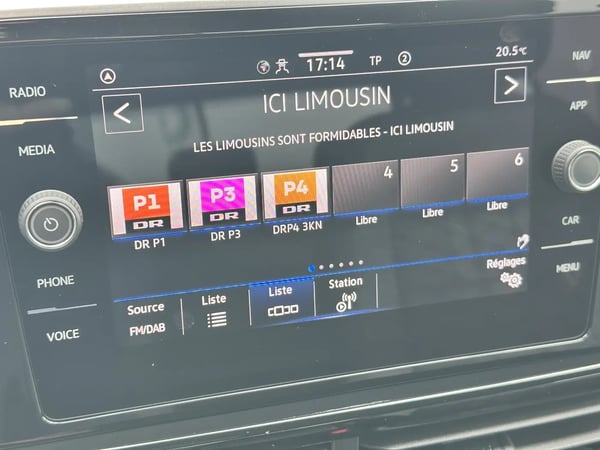 RADIO
MEDIA
PHONE
VOICE
17:14 TP 2 20.5°C
ICI LIMOUSIN
LES LIMOUSINS SONT FORMIDABLES - ICI LIMOUSIN
P1 DR
P3 DR
P4 DR
4
5
6
DR P1
DR P3
DRP4 3KN
Libre
Libre
Libre
Source
FM/DAB
Liste
Liste
Station
Réglages
NAV
APP
CAR
MENU